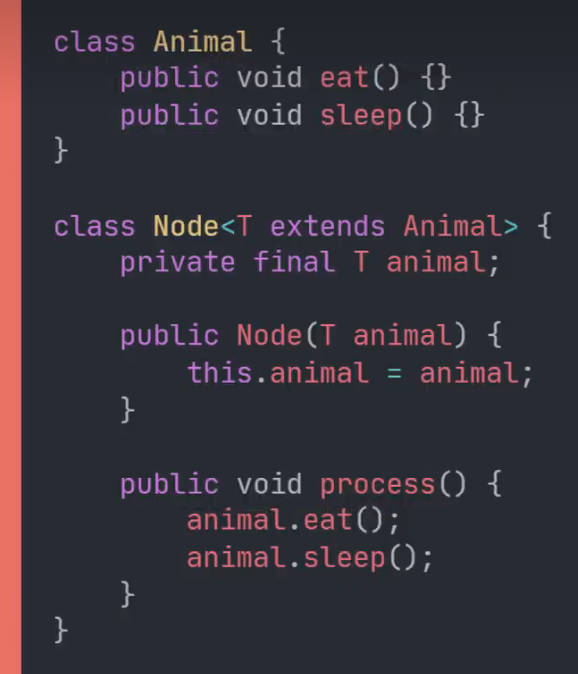 class Animal {
    public void eat() {}
    public void sleep() {}
}

class Node<T extends Animal> {
    private final T animal;

    public Node(T animal) {
        this.animal = animal;
    }

    public void process() {
        animal.eat();
        animal.sleep();
    }
}